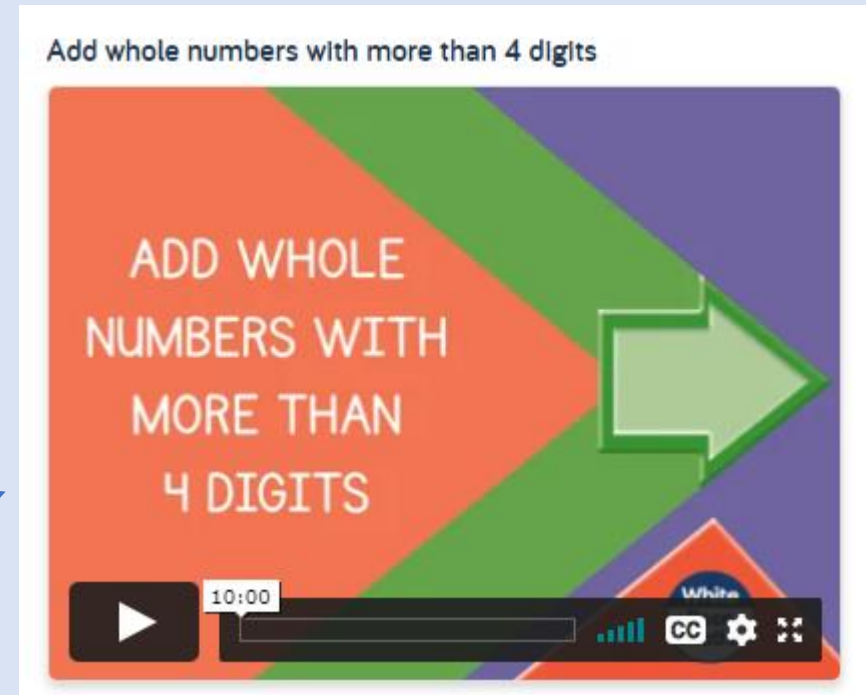 Add whole numbers with more than 4 digits
ADD WHOLE
NUMBERS WITH
MORE THAN
4 DIGITS
White
10:00
CC